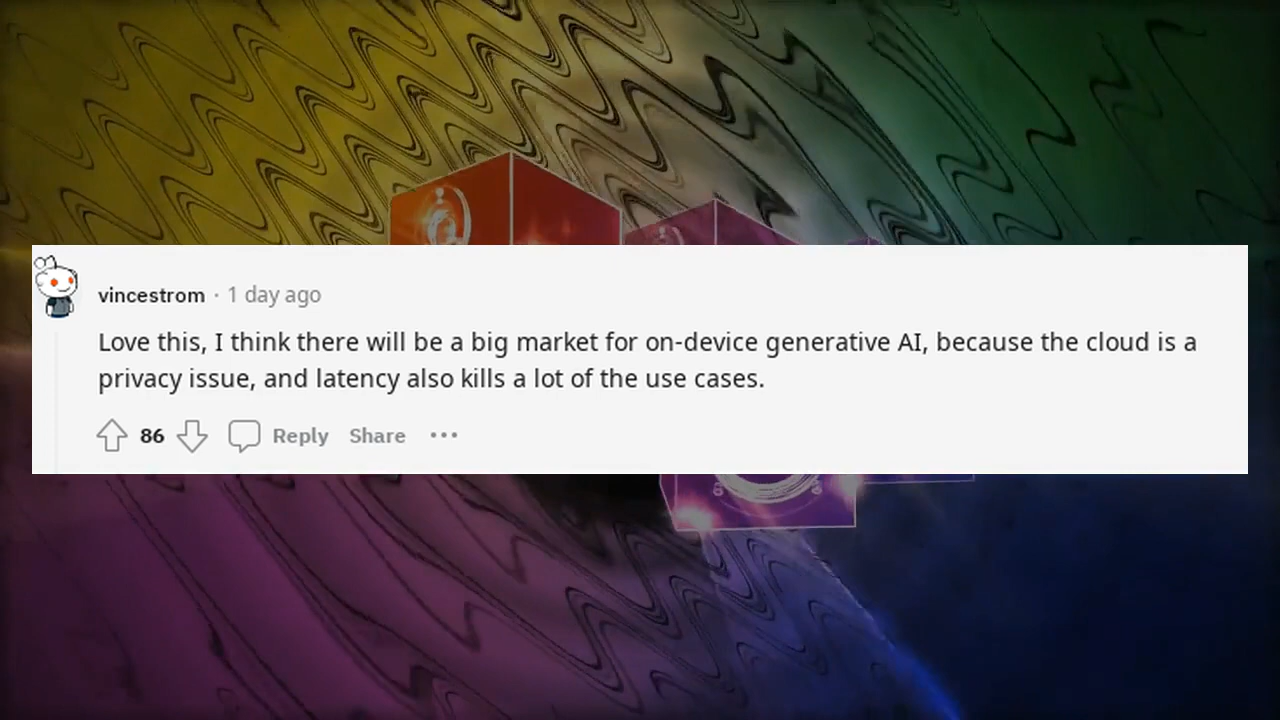 vincestrom · 1 day ago
Love this, I think there will be a big market for on-device generative AI, because the cloud is a
privacy issue, and latency also kills a lot of the use cases.
86 Reply Share ···